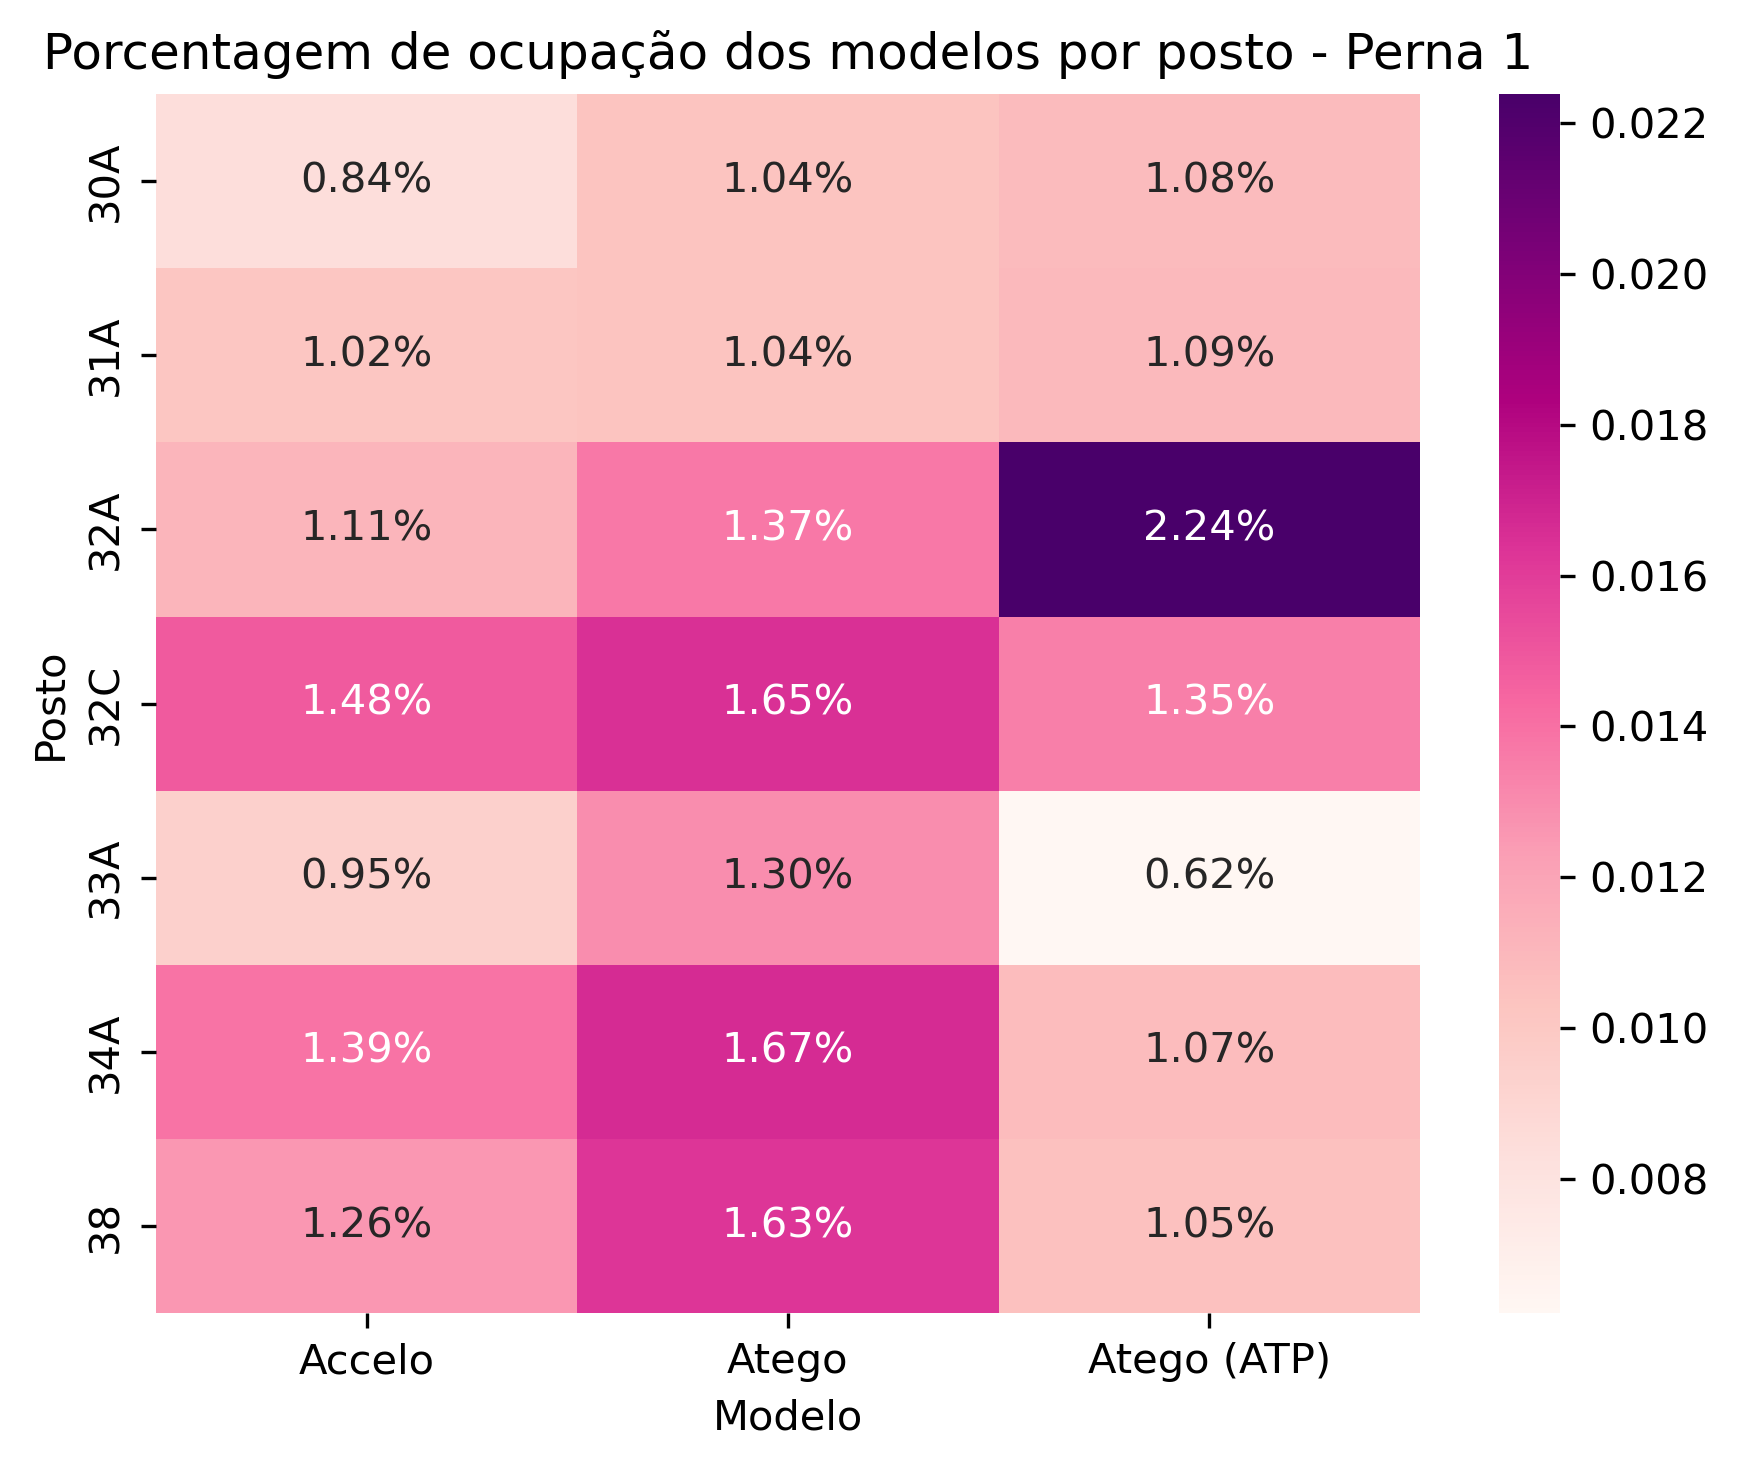 Porcentagem de ocupação dos modelos por posto - Perna 1
Posto
30A 0.84% 1.04% 1.08%
31A 1.02% 1.04% 1.09%
32A 1.11% 1.37% 2.24%
32C 1.48% 1.65% 1.35%
33A 0.95% 1.30% 0.62%
34A 1.39% 1.67% 1.07%
38 1.26% 1.63% 1.05%
Accelo Atego Atego (ATP)
Modelo
0.022
0.020
0.018
0.016
0.014
0.012
0.010
0.008